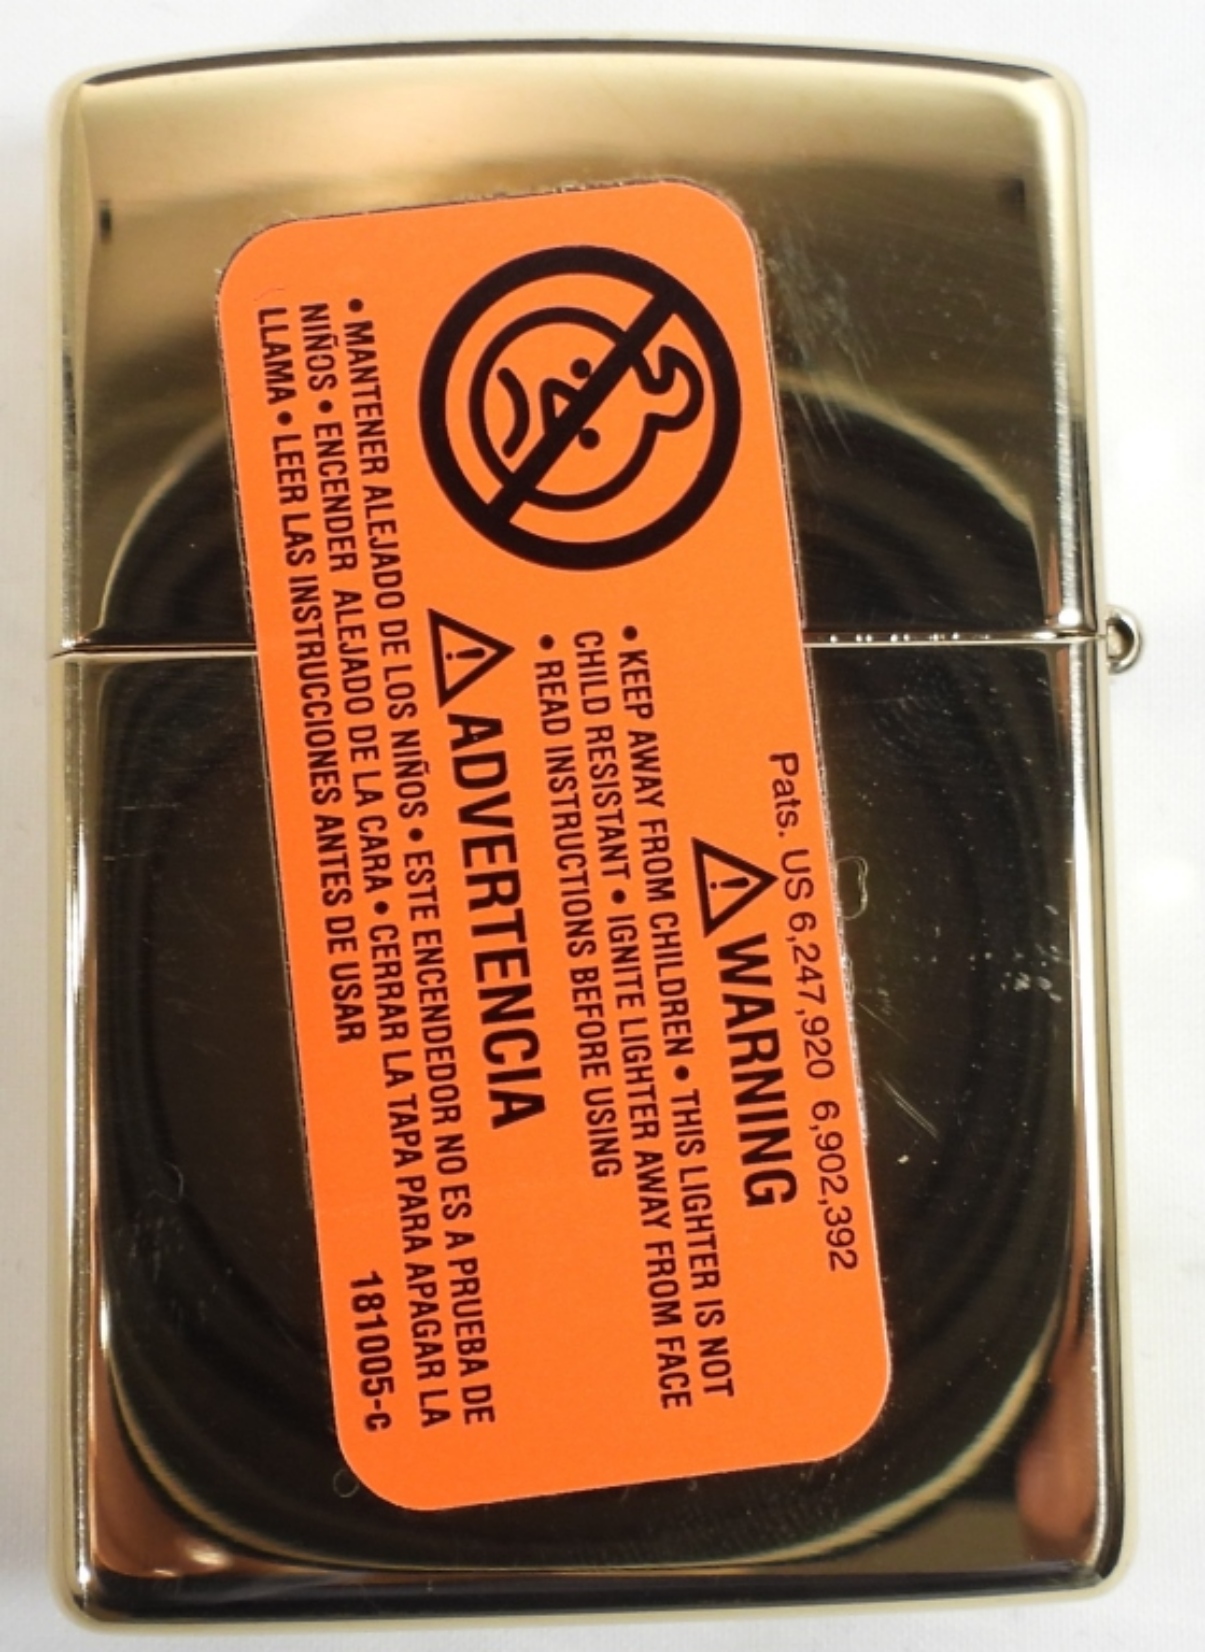 Pats. US 6,247,920 6,902,392
WARNING
• KEEP AWAY FROM CHILDREN • THIS LIGHTER IS NOT
CHILD RESISTANT • IGNITE LIGHTER AWAY FROM FACE
• READ INSTRUCTIONS BEFORE USING
ADVERTENCIA
• MANTENER ALEJADO DE LOS NIÑOS • ESTE ENCENDEDOR NO ES A PRUEBA DE
NIÑOS • ENCENDER ALEJADO DE LA CARA • CERRAR LA TAPA PARA APAGAR LA
LLAMA • LEER LAS INSTRUCCIONES ANTES DE USAR
181005-c